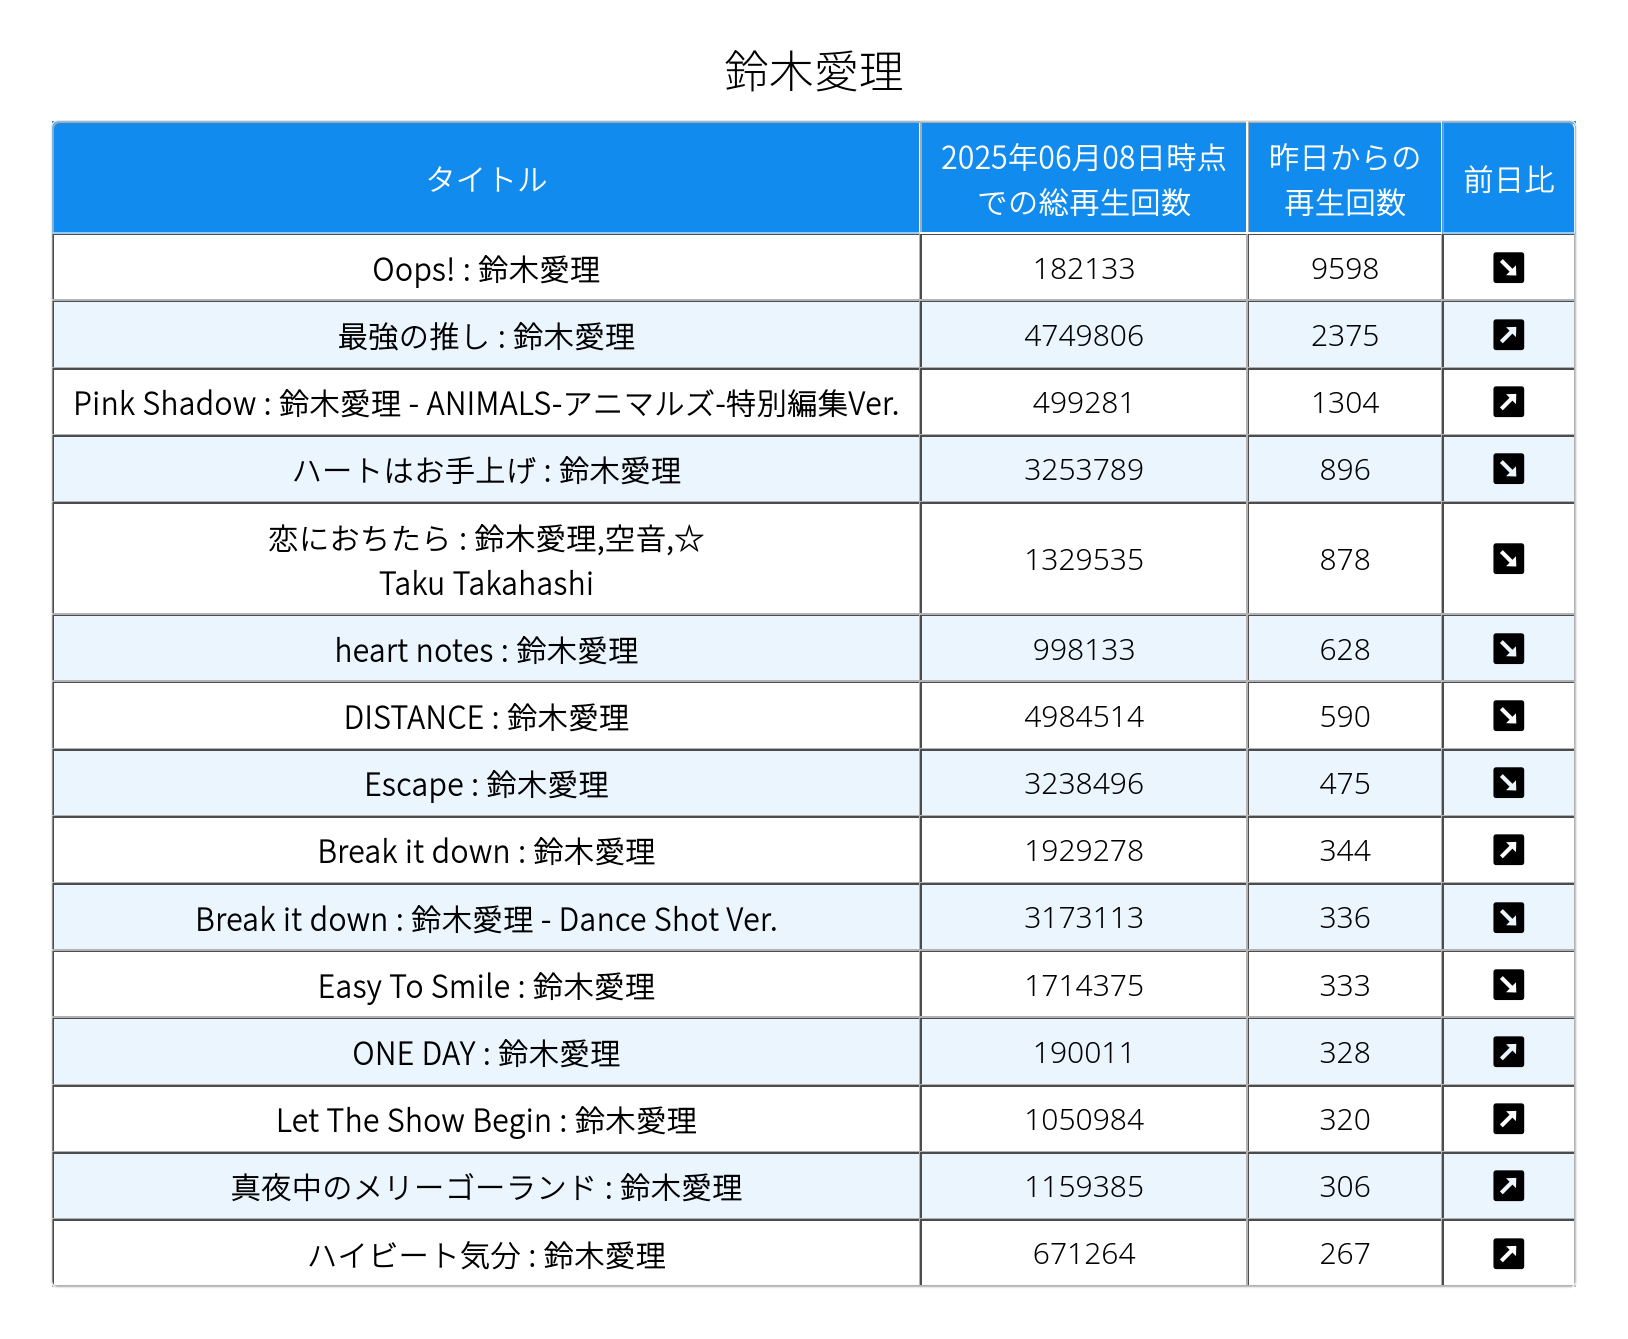 鈴木愛理
タイトル
2025年06月08日時点
での総再生回数
昨日からの
再生回数
前日比
Oops! : 鈴木愛理 182133 9598 ↘
最強の推し : 鈴木愛理 4749806 2375 ↗
Pink Shadow : 鈴木愛理 - ANIMALS-アニマルズ-特別編集Ver. 499281 1304 ↗
ハートはお手上げ : 鈴木愛理 3253789 896 ↘
恋におちたら : 鈴木愛理,空音,☆
Taku Takahashi 1329535 878 ↘
heart notes : 鈴木愛理 998133 628 ↘
DISTANCE : 鈴木愛理 4984514 590 ↘
Escape : 鈴木愛理 3238496 475 ↘
Break it down : 鈴木愛理 1929278 344 ↗
Break it down : 鈴木愛理 - Dance Shot Ver. 3173113 336 ↘
Easy To Smile : 鈴木愛理 1714375 333 ↘
ONE DAY : 鈴木愛理 190011 328 ↗
Let The Show Begin : 鈴木愛理 1050984 320 ↗
真夜中のメリーゴーランド : 鈴木愛理 1159385 306 ↗
ハイビート気分 : 鈴木愛理 671264 267 ↗